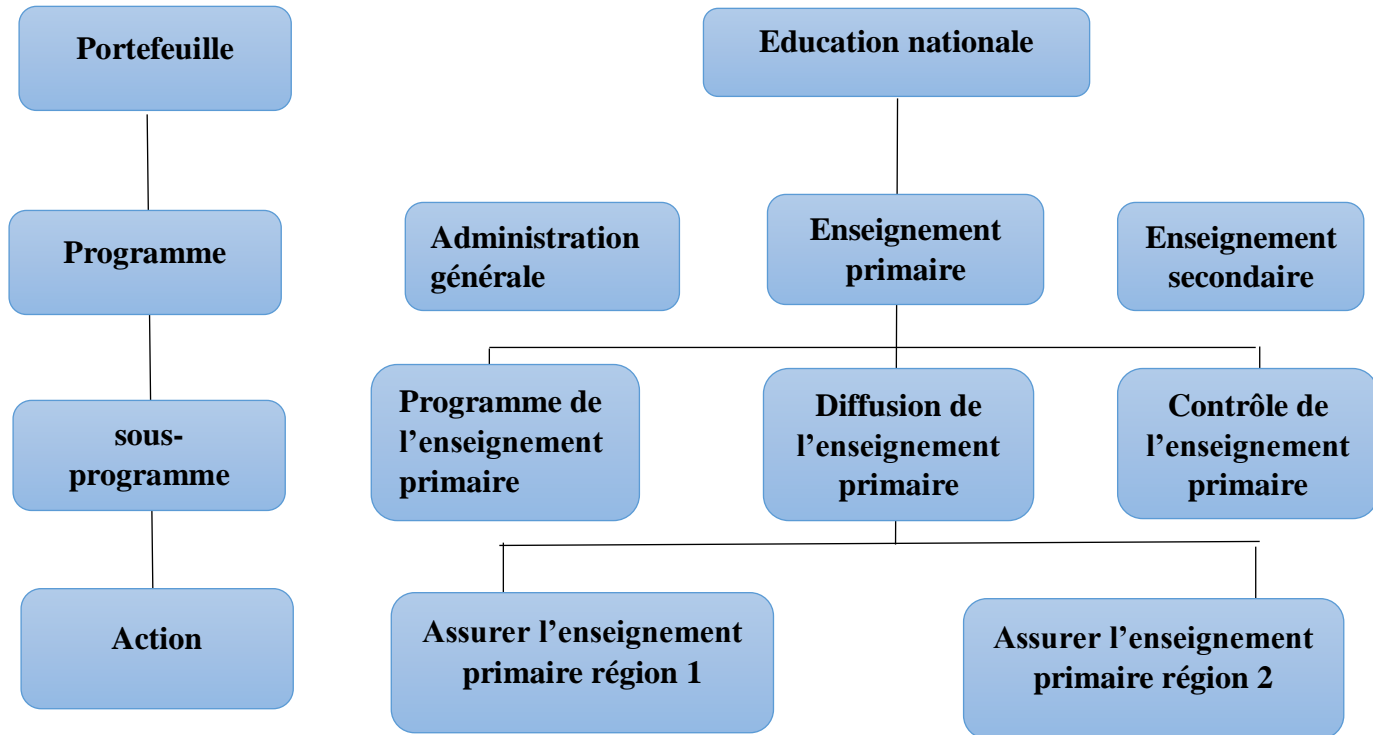 Portefeuille
Education nationale
Programme
Administration
générale
Enseignement
primaire
Enseignement
secondaire
sous-
programme
Programme de
l’enseignement
primaire
Diffusion de
l’enseignement
primaire
Contrôle de
l’enseignement
primaire
Action
Assurer l’enseignement
primaire région 1
Assurer l’enseignement
primaire région 2